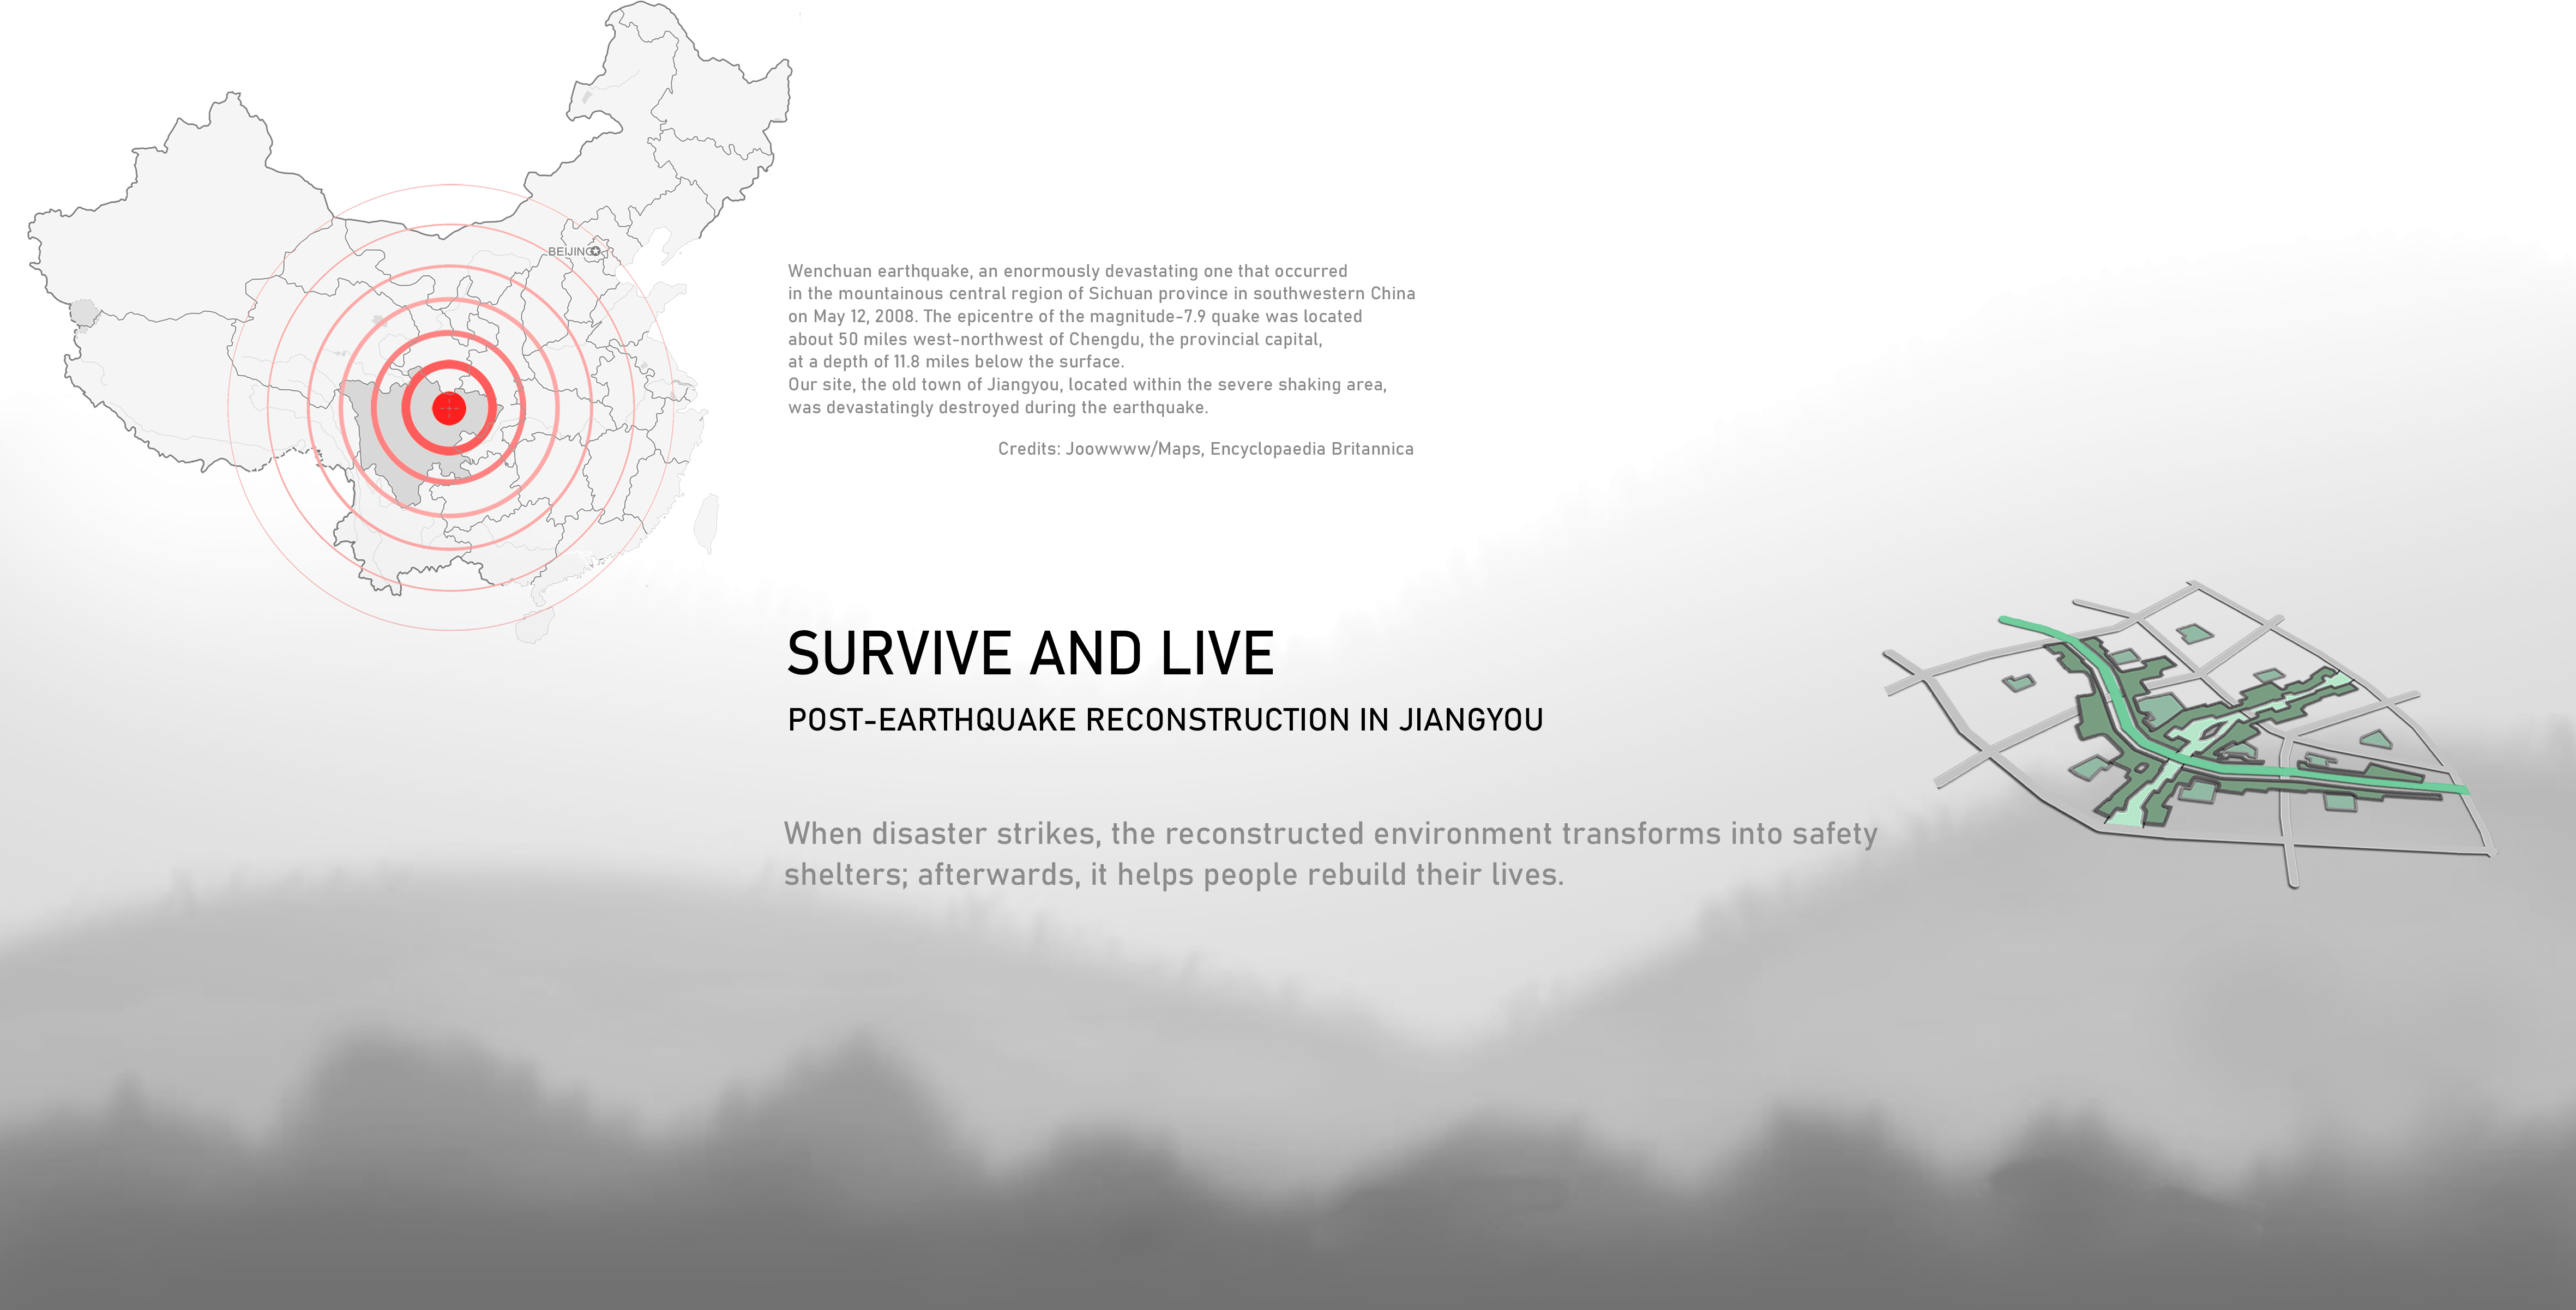 BEIJING
Wenchuan earthquake, an enormously devastating one that occurred
in the mountainous central region of Sichuan province in southwestern China
on May 12, 2008. The epicentre of the magnitude-7.9 quake was located
about 50 miles west-northwest of Chengdu, the provincial capital,
at a depth of 11.8 miles below the surface.
Our site, the old town of Jiangyou, located within the severe shaking area,
was devastatingly destroyed during the earthquake.
Credits: Joowwww/Maps, Encyclopaedia Britannica
SURVIVE AND LIVE
POST-EARTHQUAKE RECONSTRUCTION IN JIANGYOU
When disaster strikes, the reconstructed environment transforms into safety
shelters; afterwards, it helps people rebuild their lives.